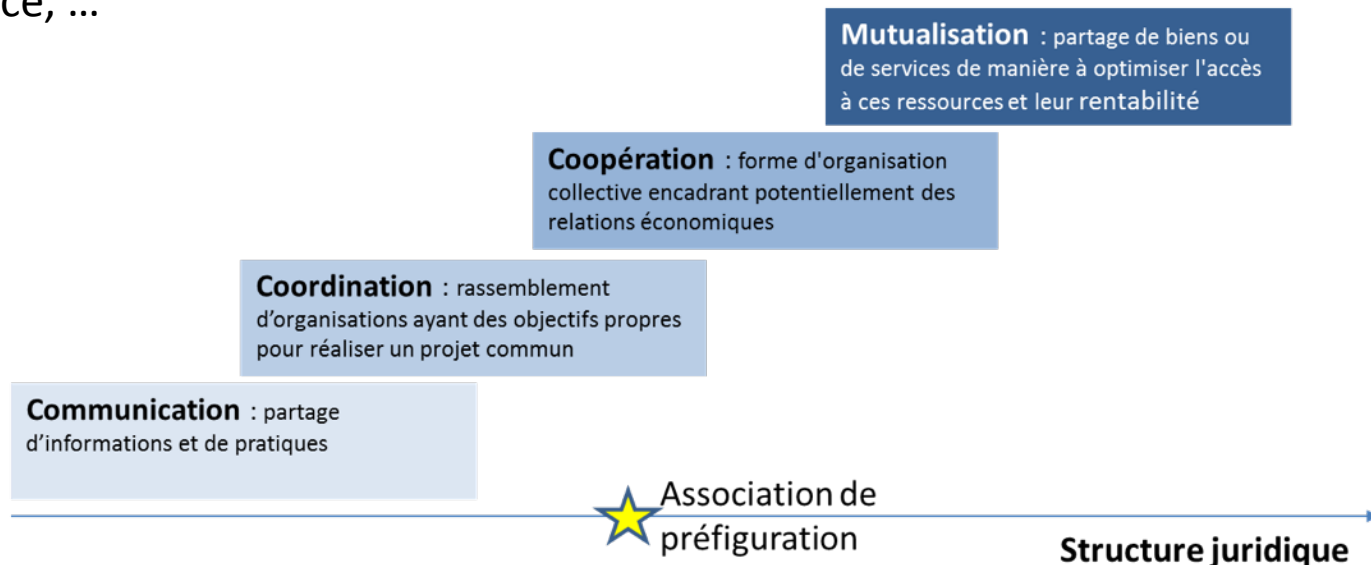 ce, …
Mutualisation : partage de biens ou
de services de manière à optimiser l'accès
à ces ressources et leur rentabilité
Coopération : forme d'organisation
collective encadrant potentiellement des
relations économiques
Coordination : rassemblement
d’organisations ayant des objectifs propres
pour réaliser un projet commun
Communication : partage
d’informations et de pratiques
Association de
préfiguration
Structure juridique